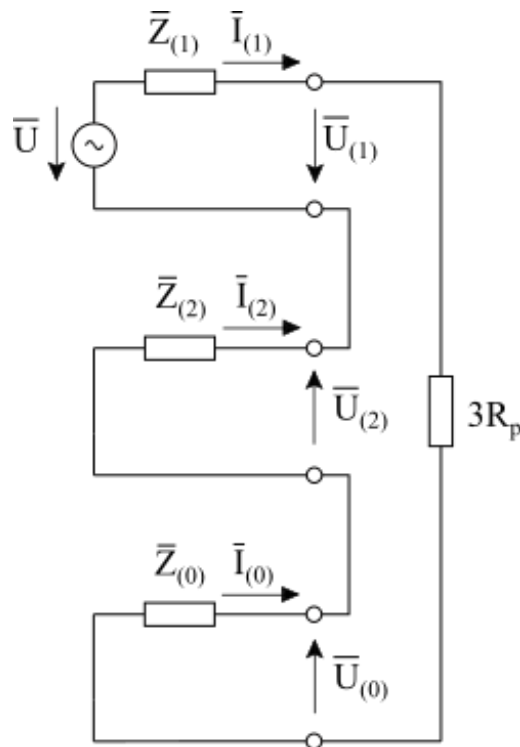 Z̅(1) I̅(1)
U̅ ~ U̅(1)
Z̅(2) I̅(2)
U̅(2) 3Rp
Z̅(0) I̅(0)
U̅(0)